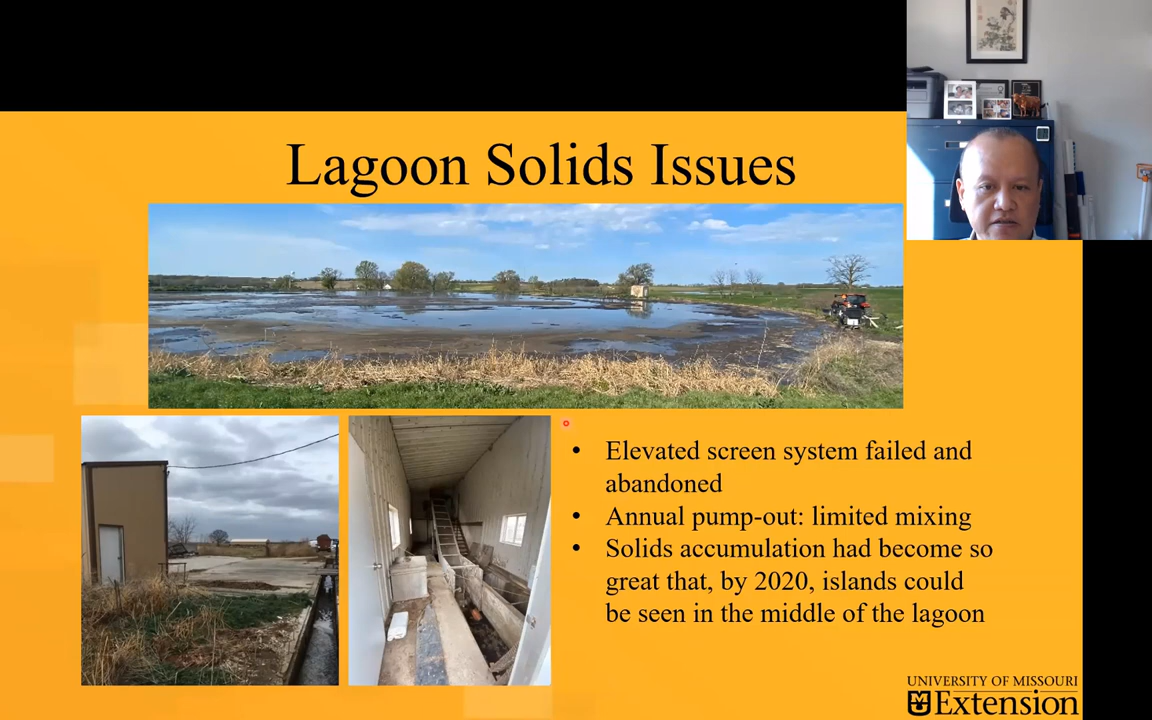 Lagoon Solids Issues
• Elevated screen system failed and
abandoned
• Annual pump-out: limited mixing
• Solids accumulation had become so
great that, by 2020, islands could
be seen in the middle of the lagoon
UNIVERSITY OF MISSOURI
Extension